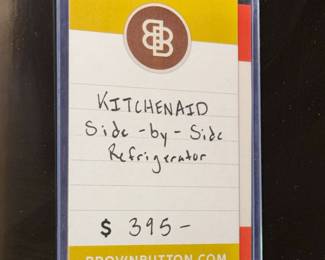 KITCHENAID
Side-by-Side
Refrigerator
$ 395-